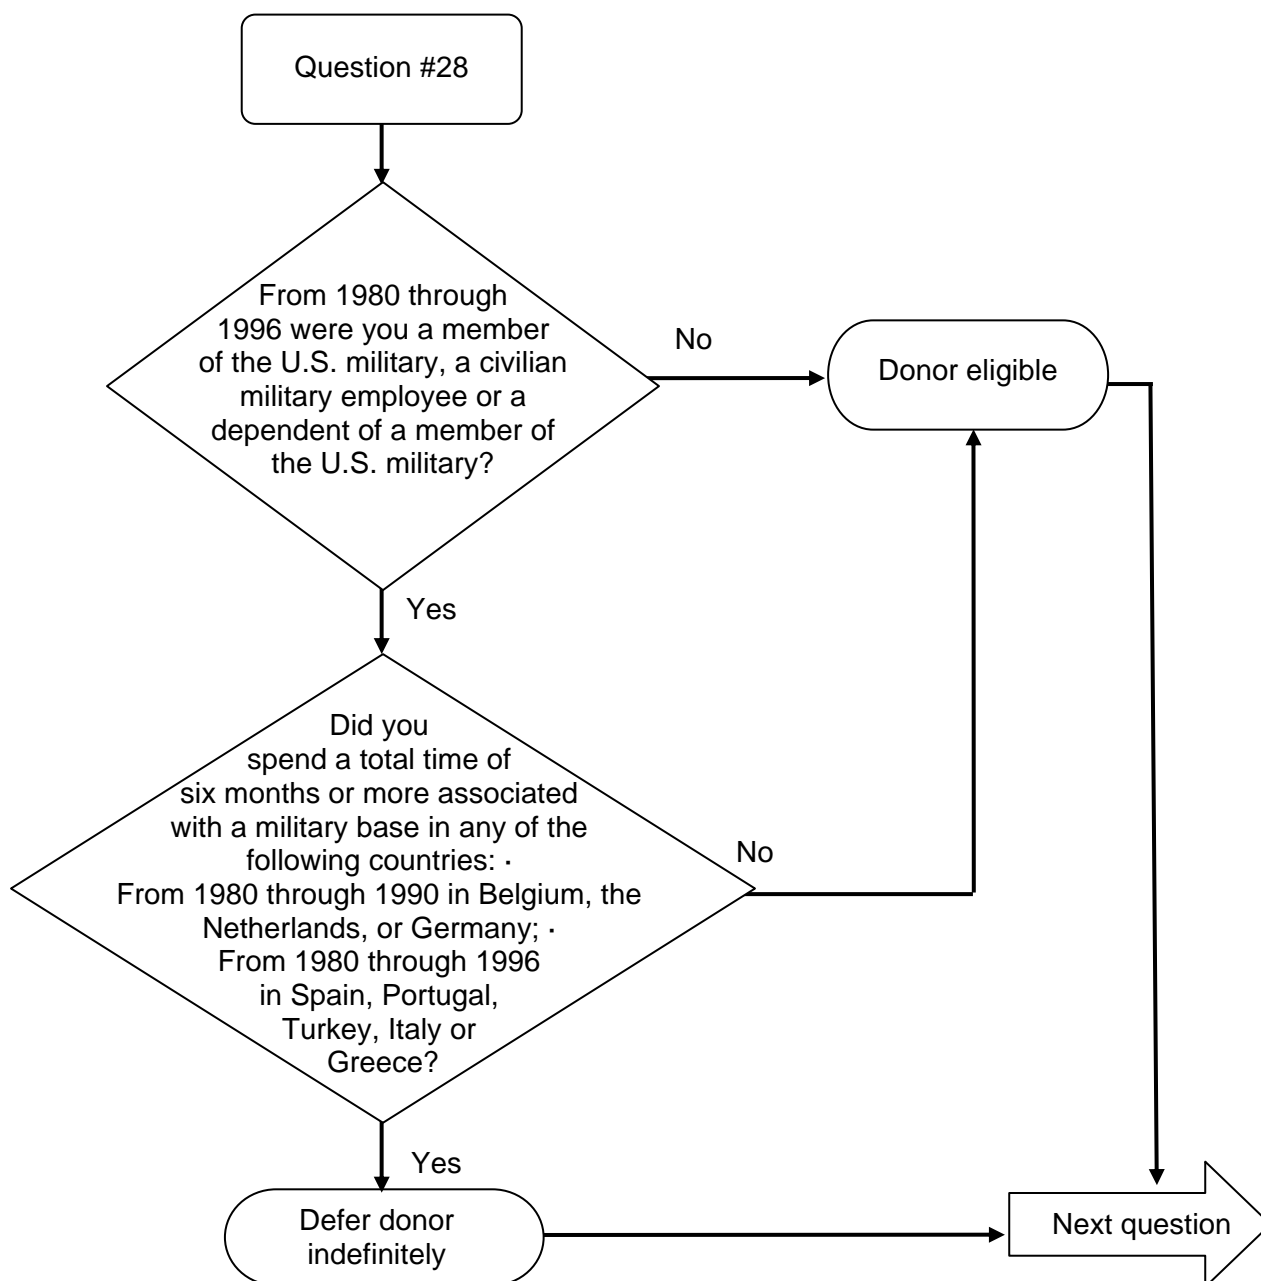 Question #28
From 1980 through
1996 were you a member
of the U.S. military, a civilian
military employee or a
dependent of a member of
the U.S. military?
No
Donor eligible
Yes
Did you
spend a total time of
six months or more associated
with a military base in any of the
following countries: ·
From 1980 through 1990 in Belgium, the
Netherlands, or Germany; ·
From 1980 through 1996
in Spain, Portugal,
Turkey, Italy or
Greece?
No
Yes
Defer donor
indefinitely
Next question